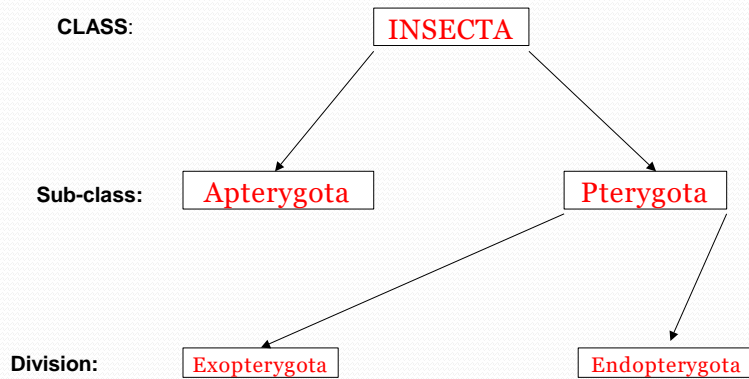 CLASS: INSECTA
Sub-class: Apterygota Pterygota
Division: Exopterygota Endopterygota